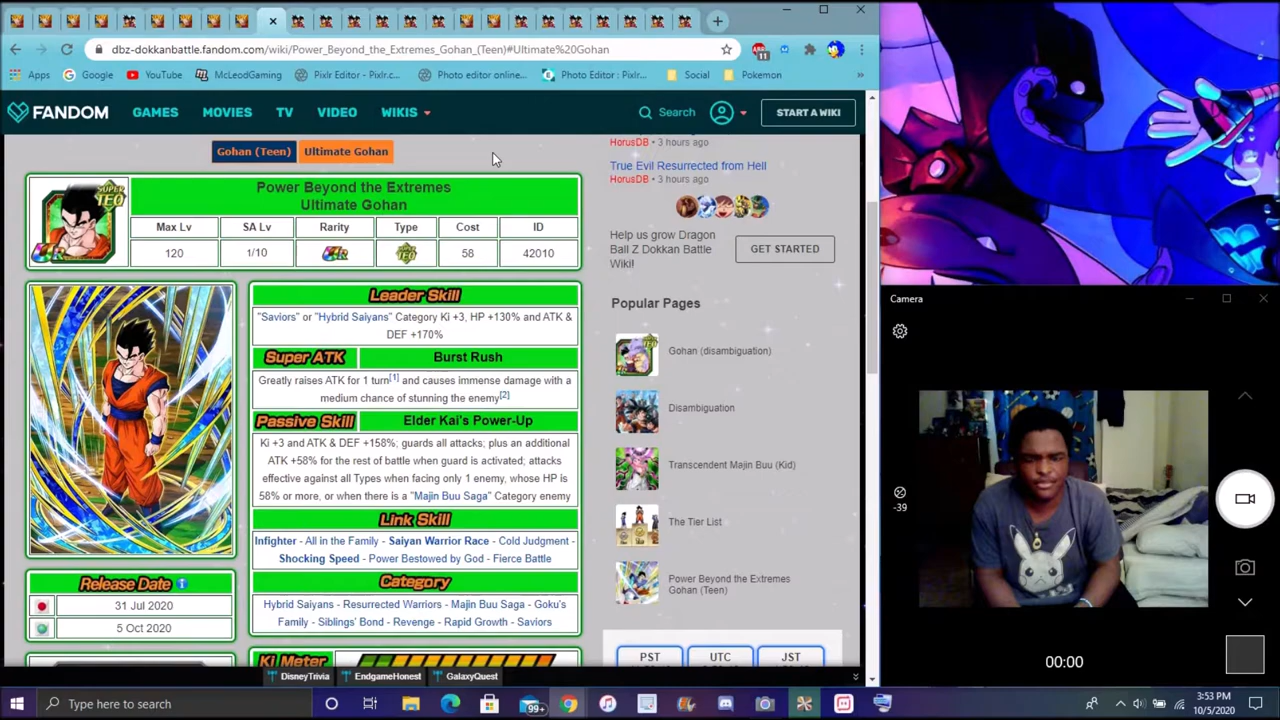 dbz-dokkanbattle.fandom.com/wiki/Power_Beyond_the_Extremes_Gohan_(Teen)#Ultimate%20Gohan
11
Apps Google YouTube McLeodGaming Pixlr Editor - Pixlr.c... Photo editor online... Photo Editor : Pixlr... Social Pokemon »
FANDOM GAMES MOVIES TV VIDEO WIKIS Search START A WIKI
Gohan (Teen) Ultimate Gohan
Power Beyond the Extremes
Ultimate Gohan
Max Lv SA Lv Rarity Type Cost ID
120 1/10 UR 58 42010
SUPER TEQ
UR
Leader Skill
"Saviors" or "Hybrid Saiyans" Category Ki +3, HP +130% and ATK &
DEF +170%
Super ATK Burst Rush
Greatly raises ATK for 1 turn[1] and causes immense damage with a
medium chance of stunning the enemy[2]
Passive Skill Elder Kai's Power-Up
Ki +3 and ATK & DEF +158%; guards all attacks; plus an additional
ATK +58% for the rest of battle when guard is activated; attacks
effective against all Types when facing only 1 enemy, whose HP is
58% or more, or when there is a "Majin Buu Saga" Category enemy
Link Skill
Infighter - All in the Family - Saiyan Warrior Race - Cold Judgment -
Shocking Speed - Power Bestowed by God - Fierce Battle
Category
Hybrid Saiyans - Resurrected Warriors - Majin Buu Saga - Goku's
Family - Siblings' Bond - Revenge - Rapid Growth - Saviors
Release Date
31 Jul 2020
5 Oct 2020
Ki Meter
HorusDB • 3 hours ago
True Evil Resurrected from Hell
HorusDB • 3 hours ago
Help us grow Dragon
Ball Z Dokkan Battle
Wiki!
GET STARTED
Popular Pages
Gohan (disambiguation)
Disambiguation
Transcendent Majin Buu (Kid)
The Tier List
Power Beyond the Extremes
Gohan (Teen)
PST UTC JST
DisneyTrivia EndgameHonest GalaxyQuest
Camera
-39
00:00
Type here to search
99+
3:53 PM
10/5/2020